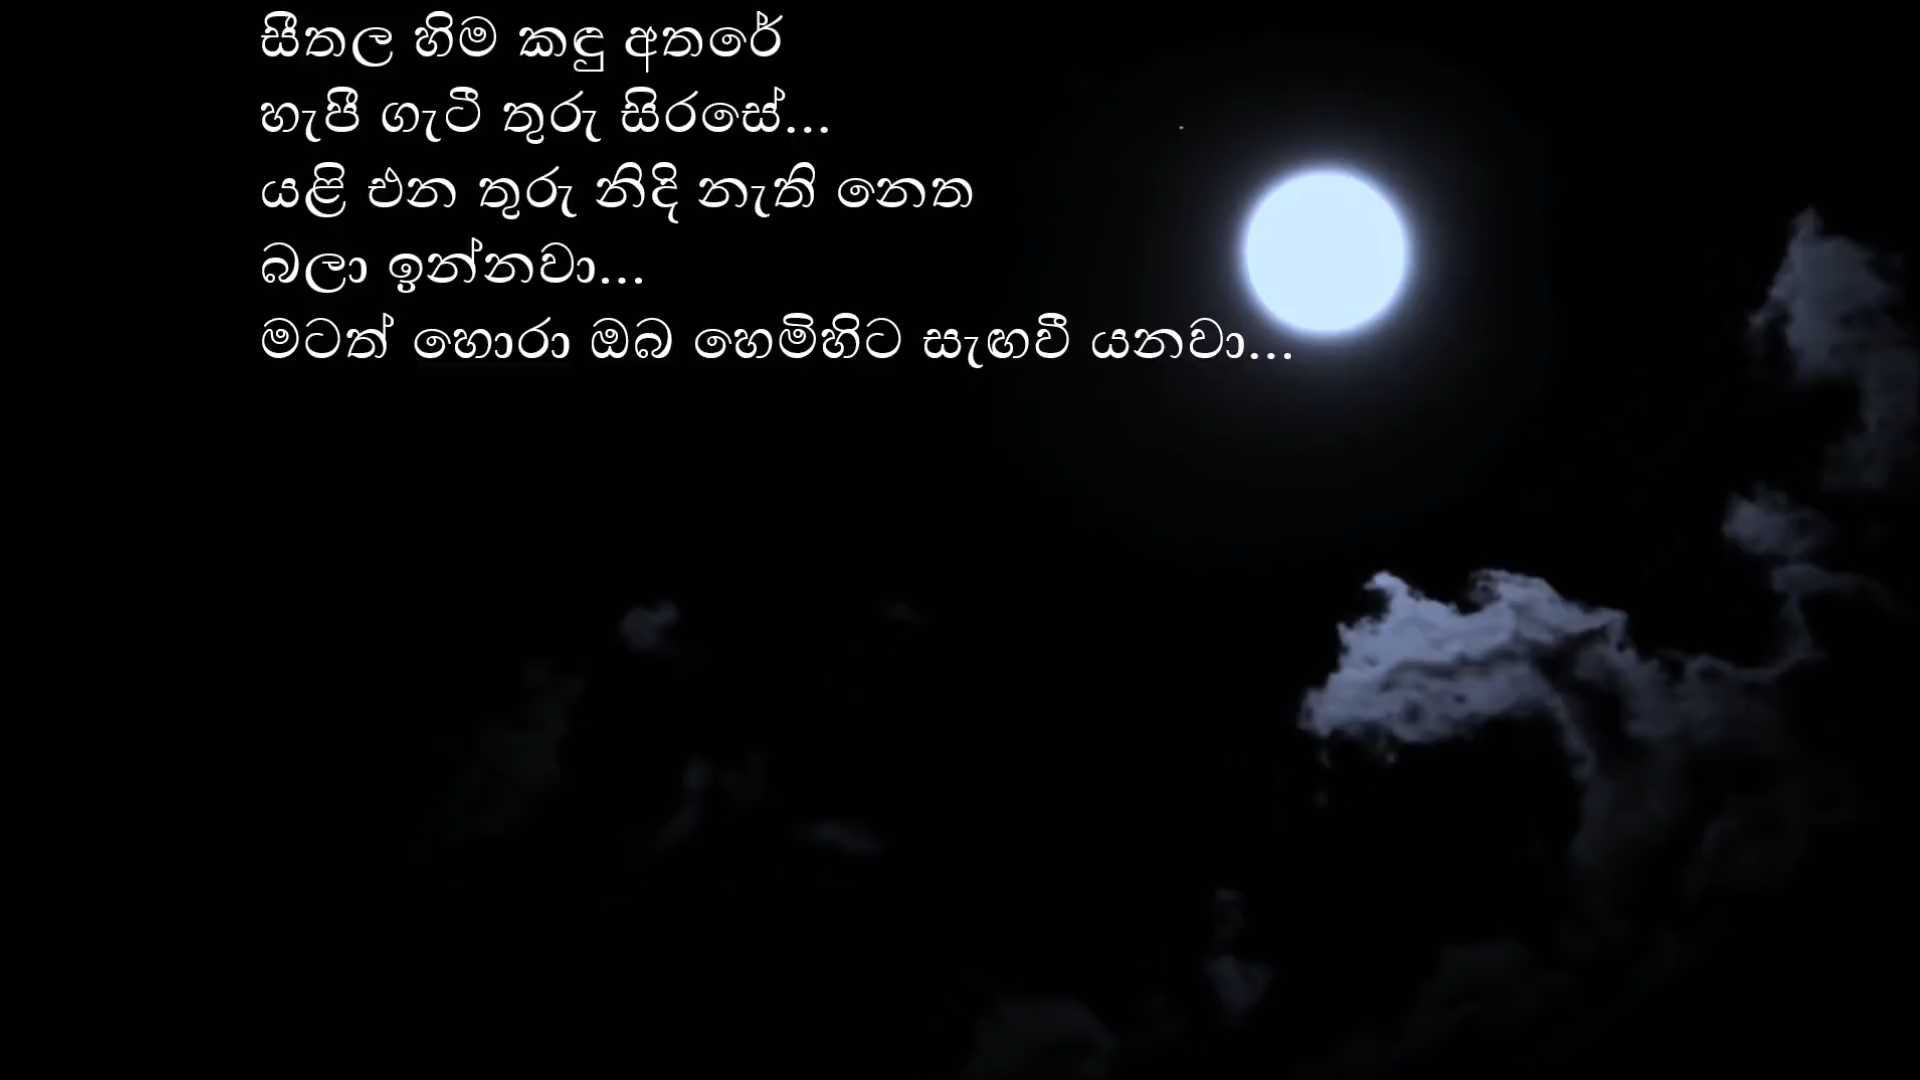 සීතල හිම කඳු අතරේ
හැපී ගැටී තුරු සිරසේ...
යළි එන තුරු නිදි නැති නෙත
බලා ඉන්නවා...
මටත් හොරා ඔබ හෙමිහිට සැඟවී යනවා...